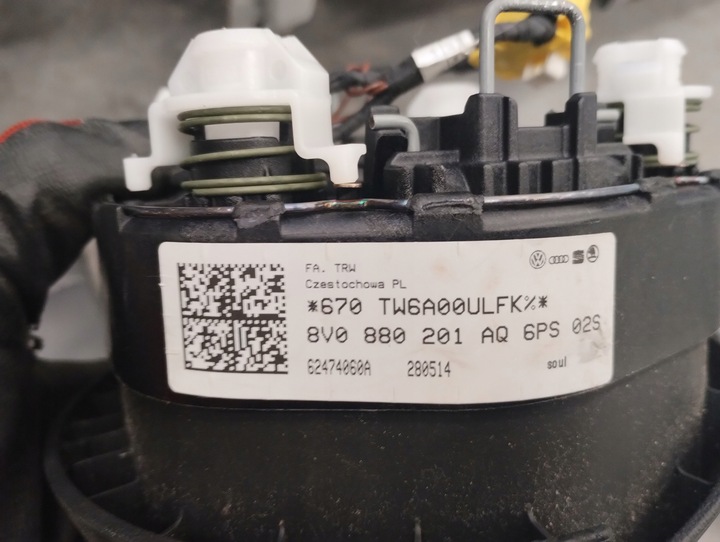 FA. TRW
Czestochowa PL
*670 TW6A00ULFK%*
8V0 880 201 AQ 6PS 02S
62474060A 280514
soul